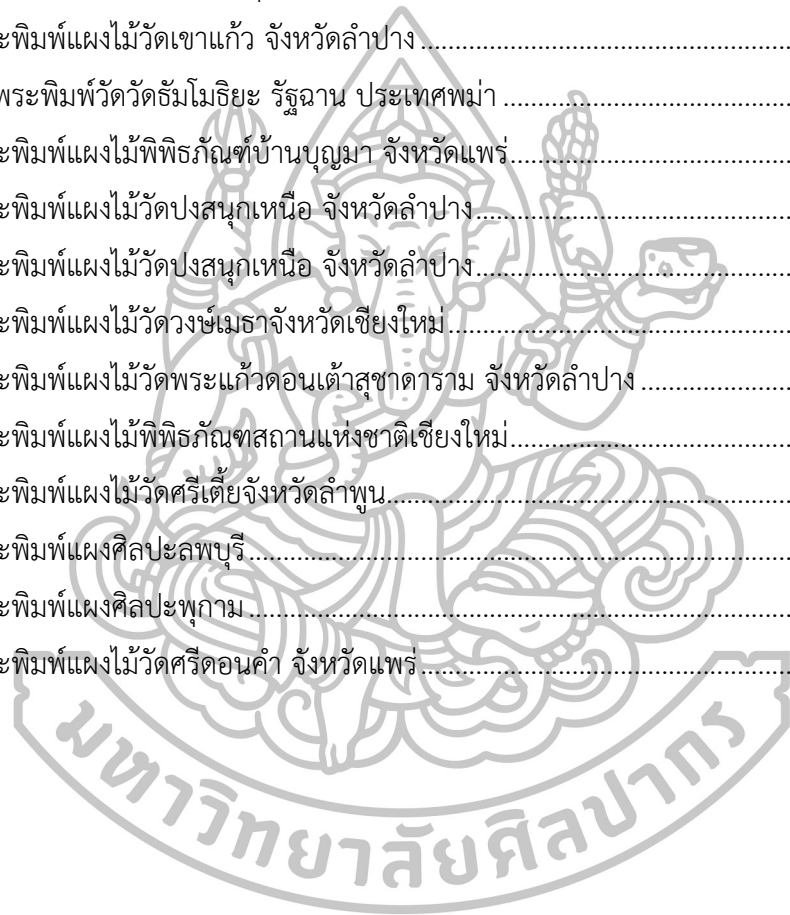 ะพิมพ์แผงไม้วัดเขาแก้ว จังหวัดลำปาง
พระพิมพ์วัดวัดธัมโมธิยะ รัฐฉาน ประเทศพม่า
ะพิมพ์แผงไม้พิพิธภัณฑ์บ้านบุญมา จังหวัดแพร่
ะพิมพ์แผงไม้วัดปงสนุกเหนือ จังหวัดลำปาง
ะพิมพ์แผงไม้วัดปงสนุกเหนือ จังหวัดลำปาง
ะพิมพ์แผงไม้วัดวงษ์เมธาจังหวัดเชียงใหม่
ะพิมพ์แผงไม้วัดพระแก้วดอนเต้าสุชาดาราม จังหวัดลำปาง
ะพิมพ์แผงไม้พิพิธภัณฑสถานแห่งชาติเชียงใหม่
ะพิมพ์แผงไม้วัดศรีเตี้ยจังหวัดลำพูน
ะพิมพ์แผงศิลปะลพบุรี
ะพิมพ์แผงศิลปะพุกาม
ะพิมพ์แผงไม้วัดศรีดอนคำ จังหวัดแพร่
มหาวิทยาลัยศิลปากร